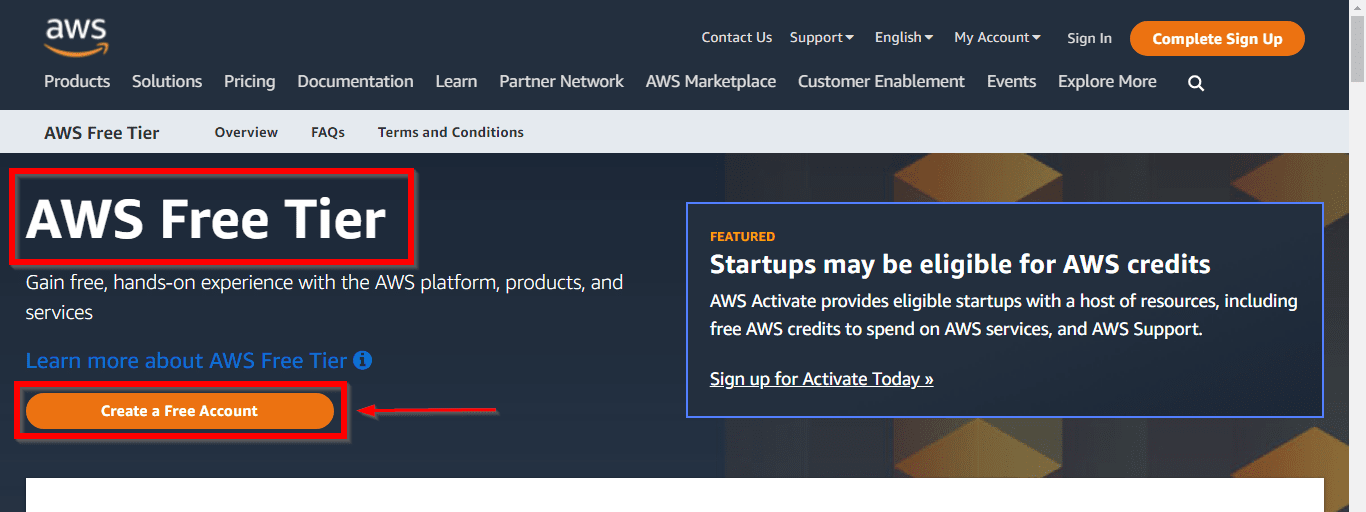 aws
Contact Us Support English My Account Sign In Complete Sign Up
Products Solutions Pricing Documentation Learn Partner Network AWS Marketplace Customer Enablement Events Explore More
AWS Free Tier Overview FAQs Terms and Conditions
AWS Free Tier
Gain free, hands-on experience with the AWS platform, products, and
services
Learn more about AWS Free Tier
Create a Free Account
FEATURED
Startups may be eligible for AWS credits
AWS Activate provides eligible startups with a host of resources, including
free AWS credits to spend on AWS services, and AWS Support.
Sign up for Activate Today »